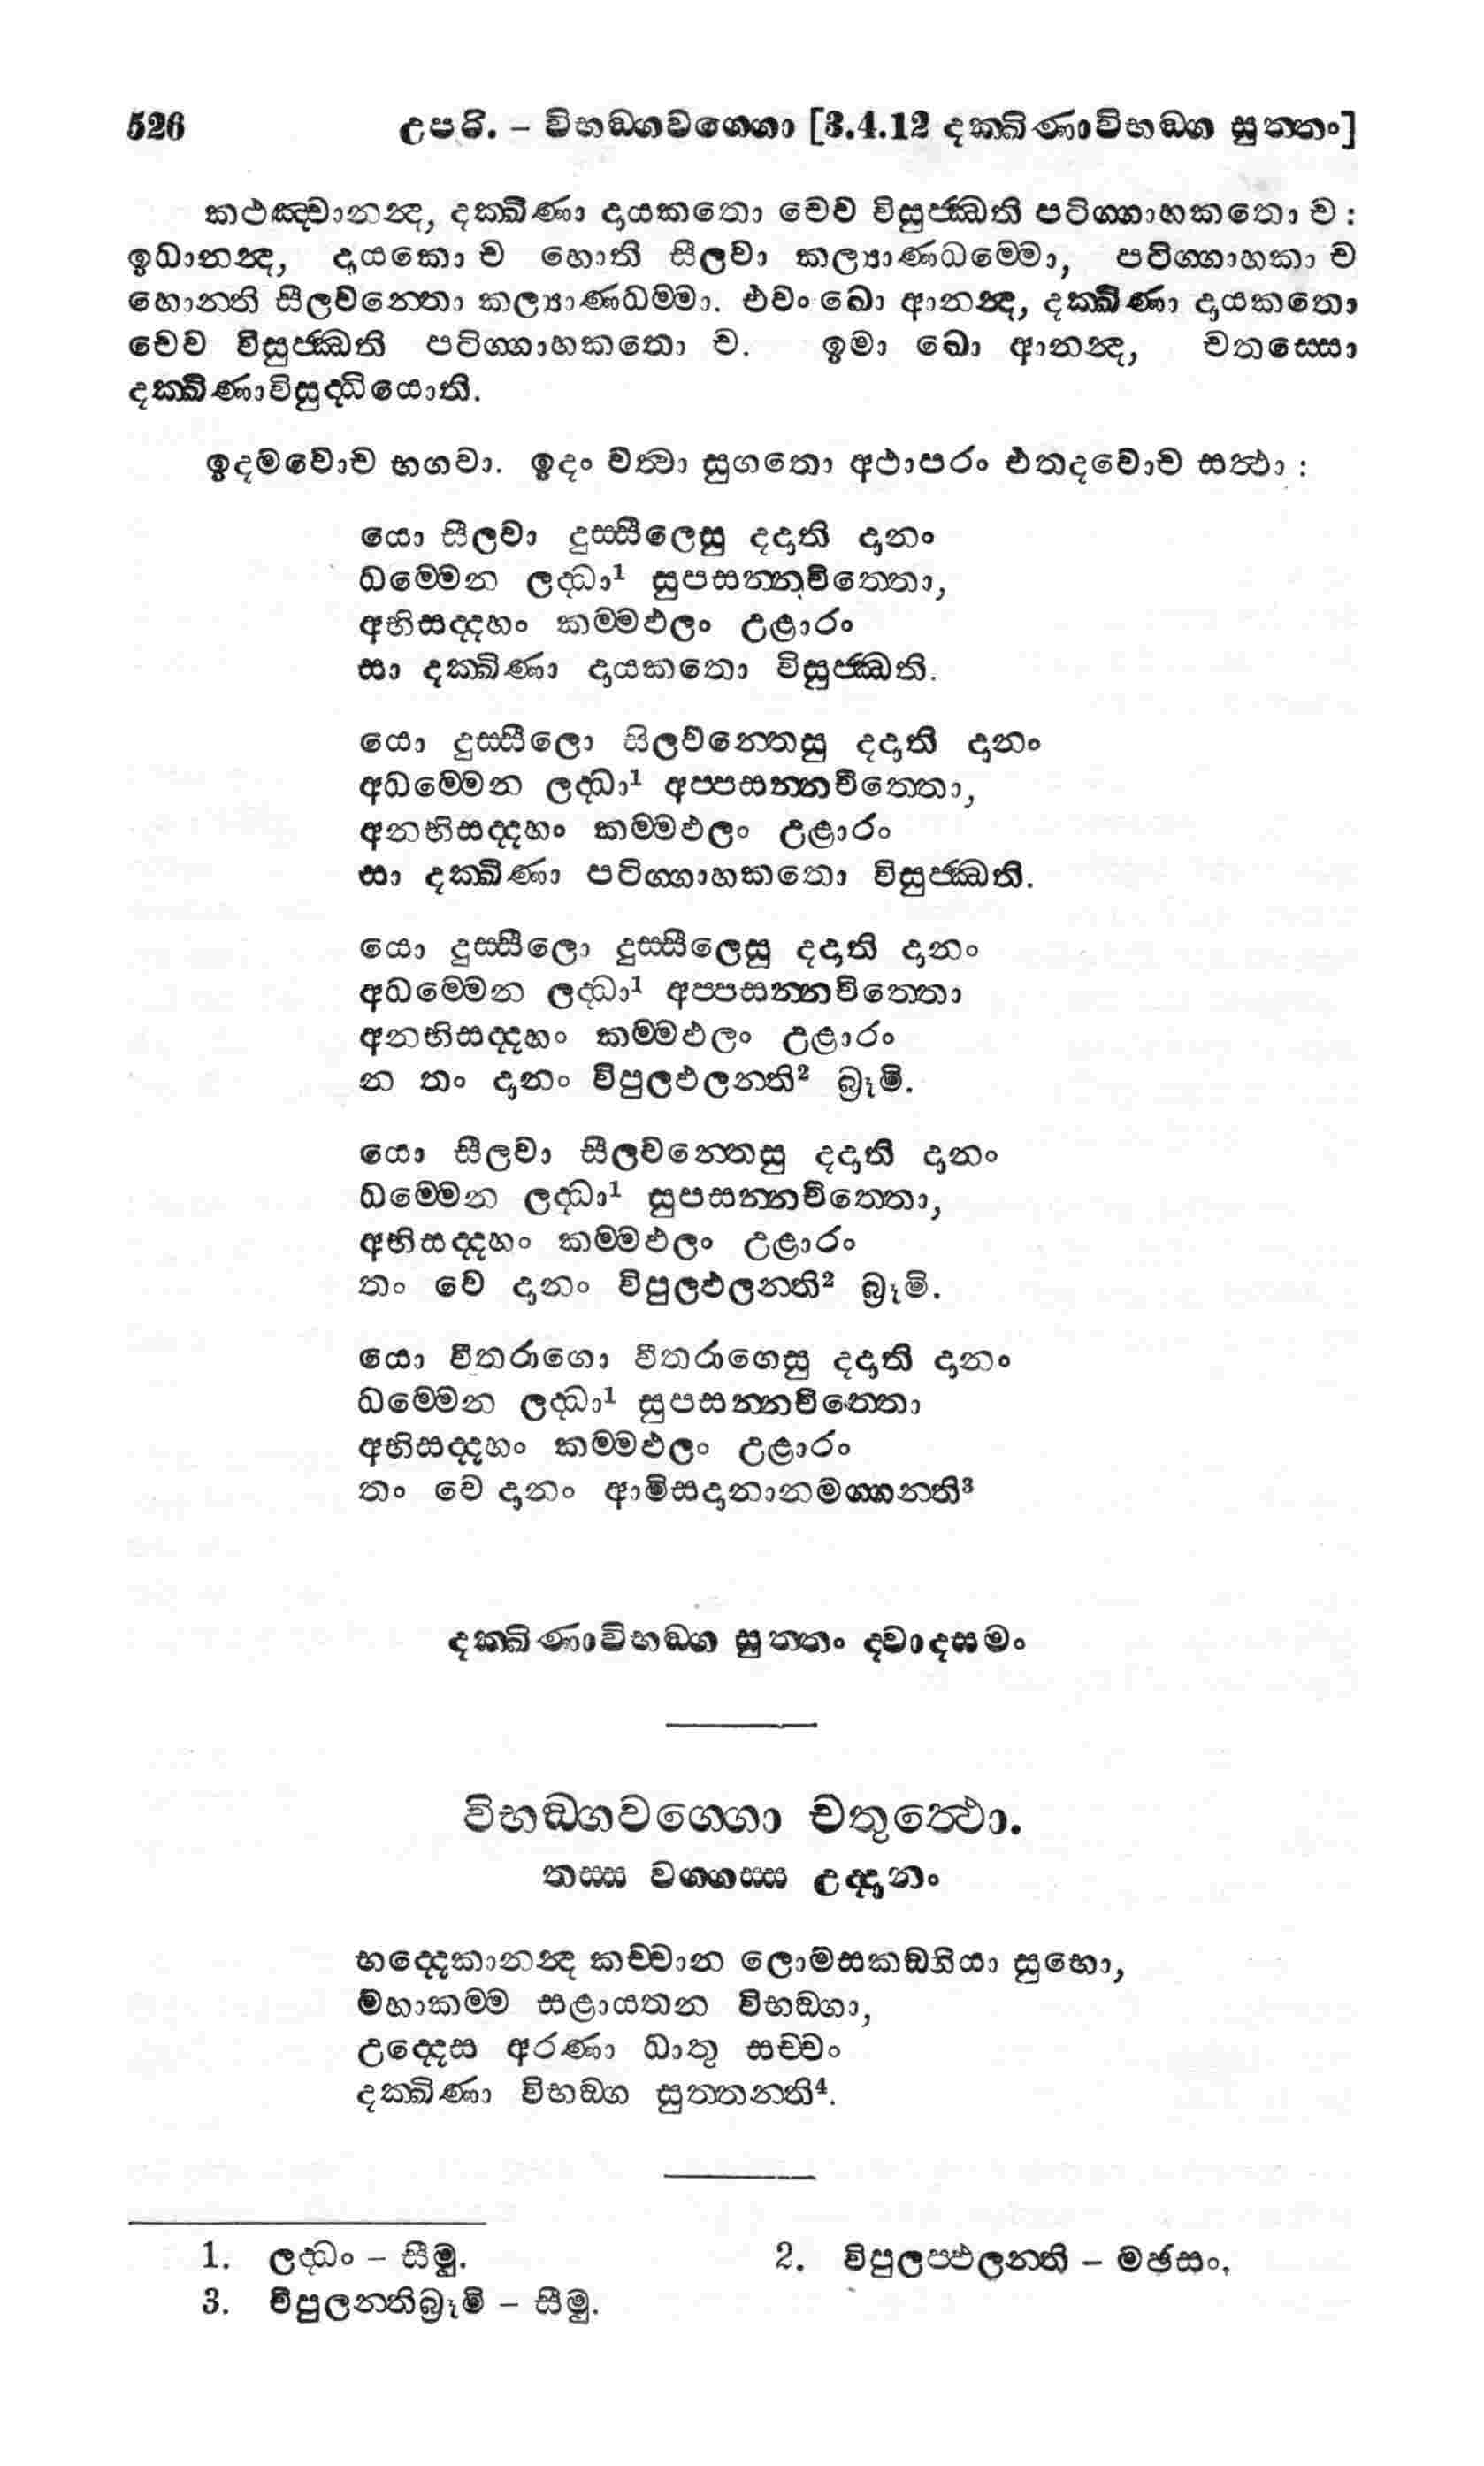 526 උපරි. – විභඞ්ගවග්ගො [3.4.12 දක්ඛිණාවිභඞ්ග සුත්තං]
කථඤ්චානන්ද, දක්ඛිණා දායකතො චෙව විසුජ්ඣති පටිග්ගාහකතො ච :
ඉධානන්ද, දායකො ච හොති සීලවා කල්‍යාණධම්මො, පටිග්ගාහකා ච
හොන්ති සීලවන්තො කල්‍යාණධම්මා. එවං ඛො ආනන්ද, දක්ඛිණා දායකතො
චෙව විසුජ්ඣති පටිග්ගාහකතො ච. ඉමා ඛො ආනන්ද, චතස්සො
දක්ඛිණාවිසුද්ධියොති.
ඉදමවොච භගවා. ඉදං වත්‍වා සුගතො අථාපරං එතදවොච සත්ථා :
යො සීලවා දුස්සීලෙසු දදාති දානං
ධම්මෙන ලද්ධා1 සුපසන්නචිත්තො,
අභිසද්දහං කම්මඵලං උළාරං
සා දක්ඛිණා දායකතො විසුජ්ඣති.
යො දුස්සීලො සිලවන්තෙසු දදාති දානං
අධම්මෙන ලද්ධා1 අප්පසන්නචිත්තො,
අනභිසද්දහං කම්මඵලං උළාරං
සා දක්ඛිණා පටිග්ගාහකතො විසුජ්ඣති.
යො දුස්සීලො දුස්සීලෙසු දදාති දානං
අධම්මෙන ලද්ධා1 අප්පසන්නචිත්තො
අනභිසද්දහං කම්මඵලං උළාරං
න තං දානං විපුලඵලන්ති2 බ්‍රූමි.
යො සීලවා සීලවන්තෙසු දදාති දානං
ධම්මෙන ලද්ධා1 සුපසන්නචිත්තො,
අභිසද්දහං කම්මඵලං උළාරං
තං වෙ දානං විපුලඵලන්ති2 බ්‍රූමි.
යො වීතරාගො වීතරාගෙසු දදාති දානං
ධම්මෙන ලද්ධා1 සුපසන්නචිත්තො
අභිසද්දහං කම්මඵලං උළාරං
තං වෙ දානං ආමිසදානානමග්ගන්ති3
දක්ඛිණාවිභඞ්ග සුත්තං ද්වාදසමං
විභඞ්ගවග්ගො චතුත්ථො.
තස්ස වග්ගස්ස උද්දානං
භද්දෙකානන්ද කච්චාන ලොමසකඞ්ගියා සුභො,
මහාකම්ම සළායතන විභඞ්ගා,
උද්දෙස අරණා ධාතු සච්චං
දක්ඛිණා විභඞ්ග සුත්තන්ති4.
1. ලද්ධං – සීමු. 2. විපුලප්ඵලන්ති – මඡසං.
3. විපුලන්තිබ්‍රූමි – සීමු.